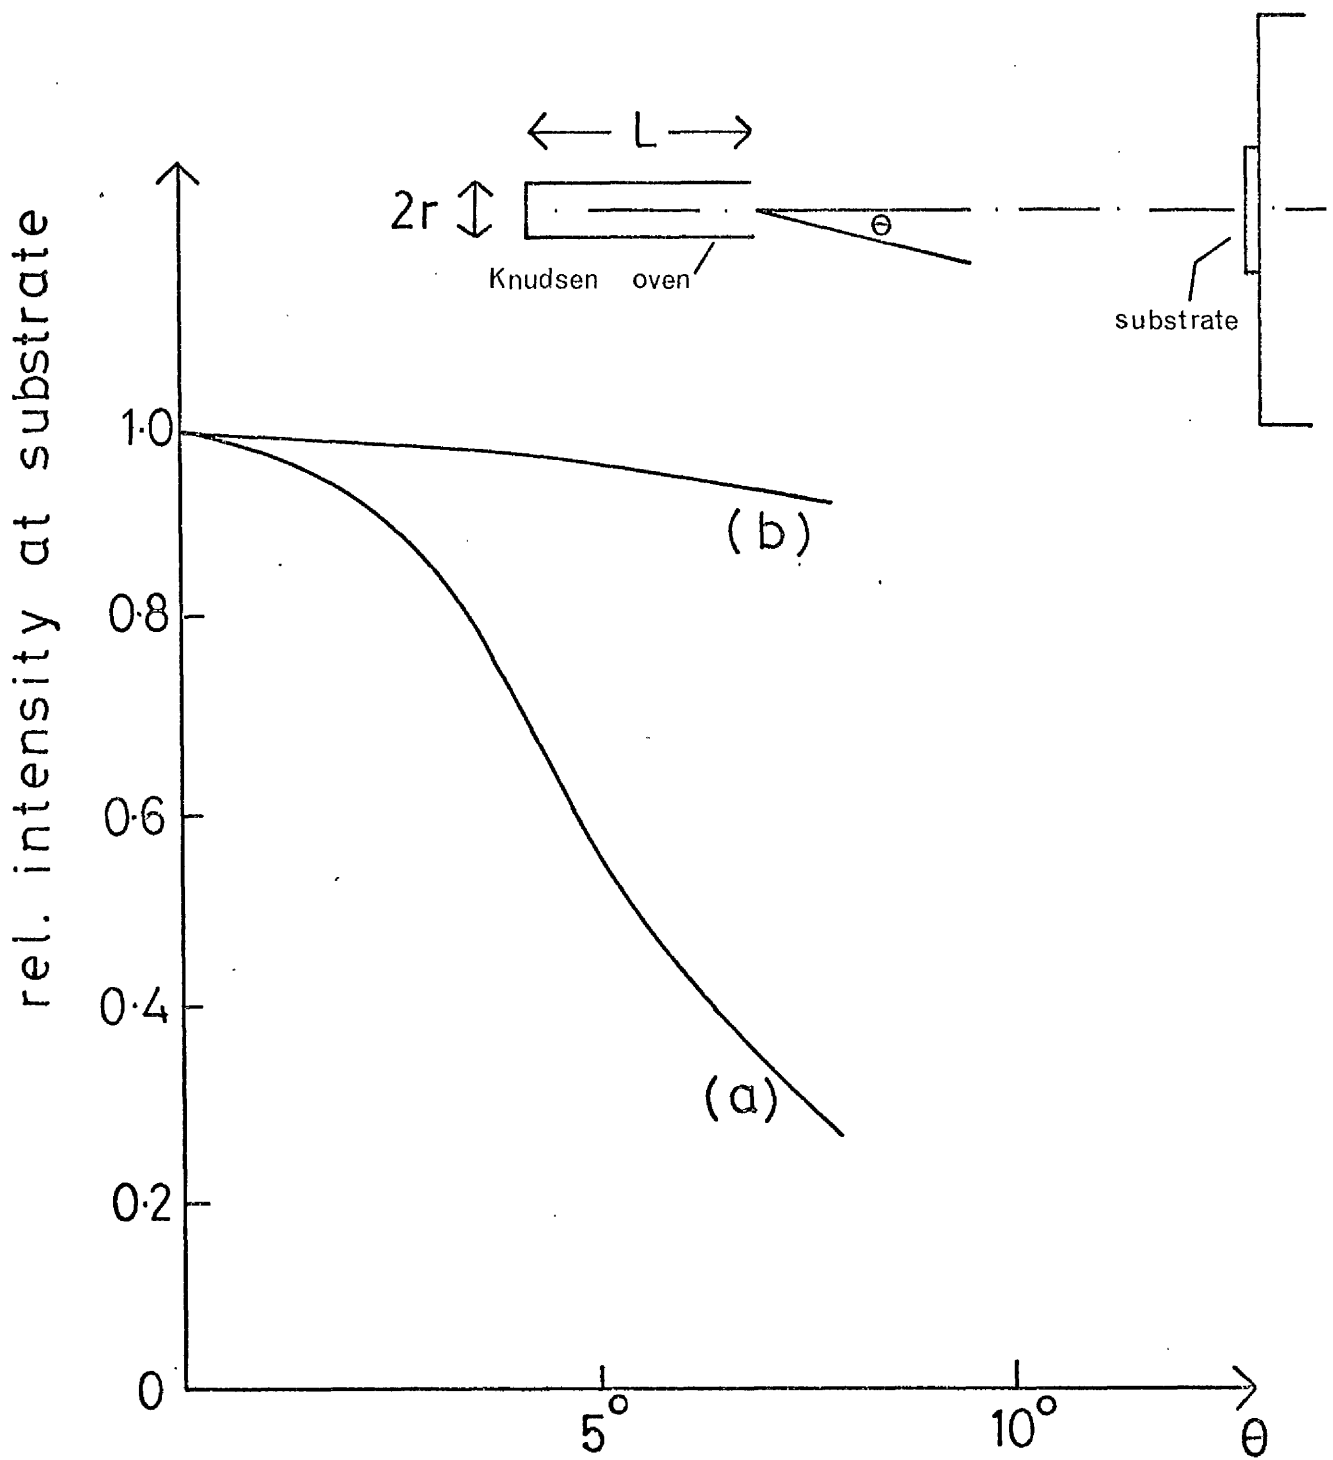 L
2r
θ
Knudsen oven
substrate
rel. intensity at substrate
1·0
0·8
0·6
0·4
0·2
0
(b)
(a)
5°
10°
θ